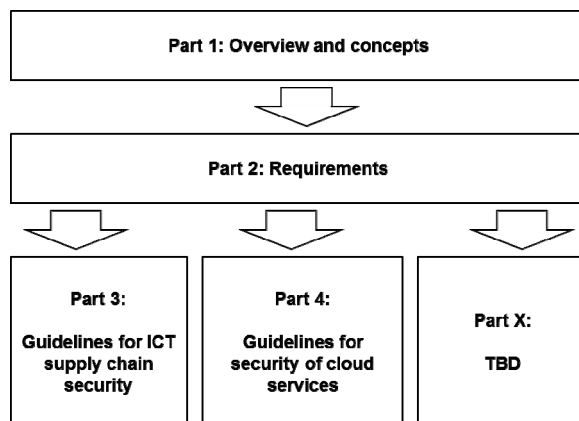 Part 1: Overview and concepts
Part 2: Requirements
Part 3:
Guidelines for ICT
supply chain
security
Part 4:
Guidelines for
security of cloud
services
Part X:
TBD